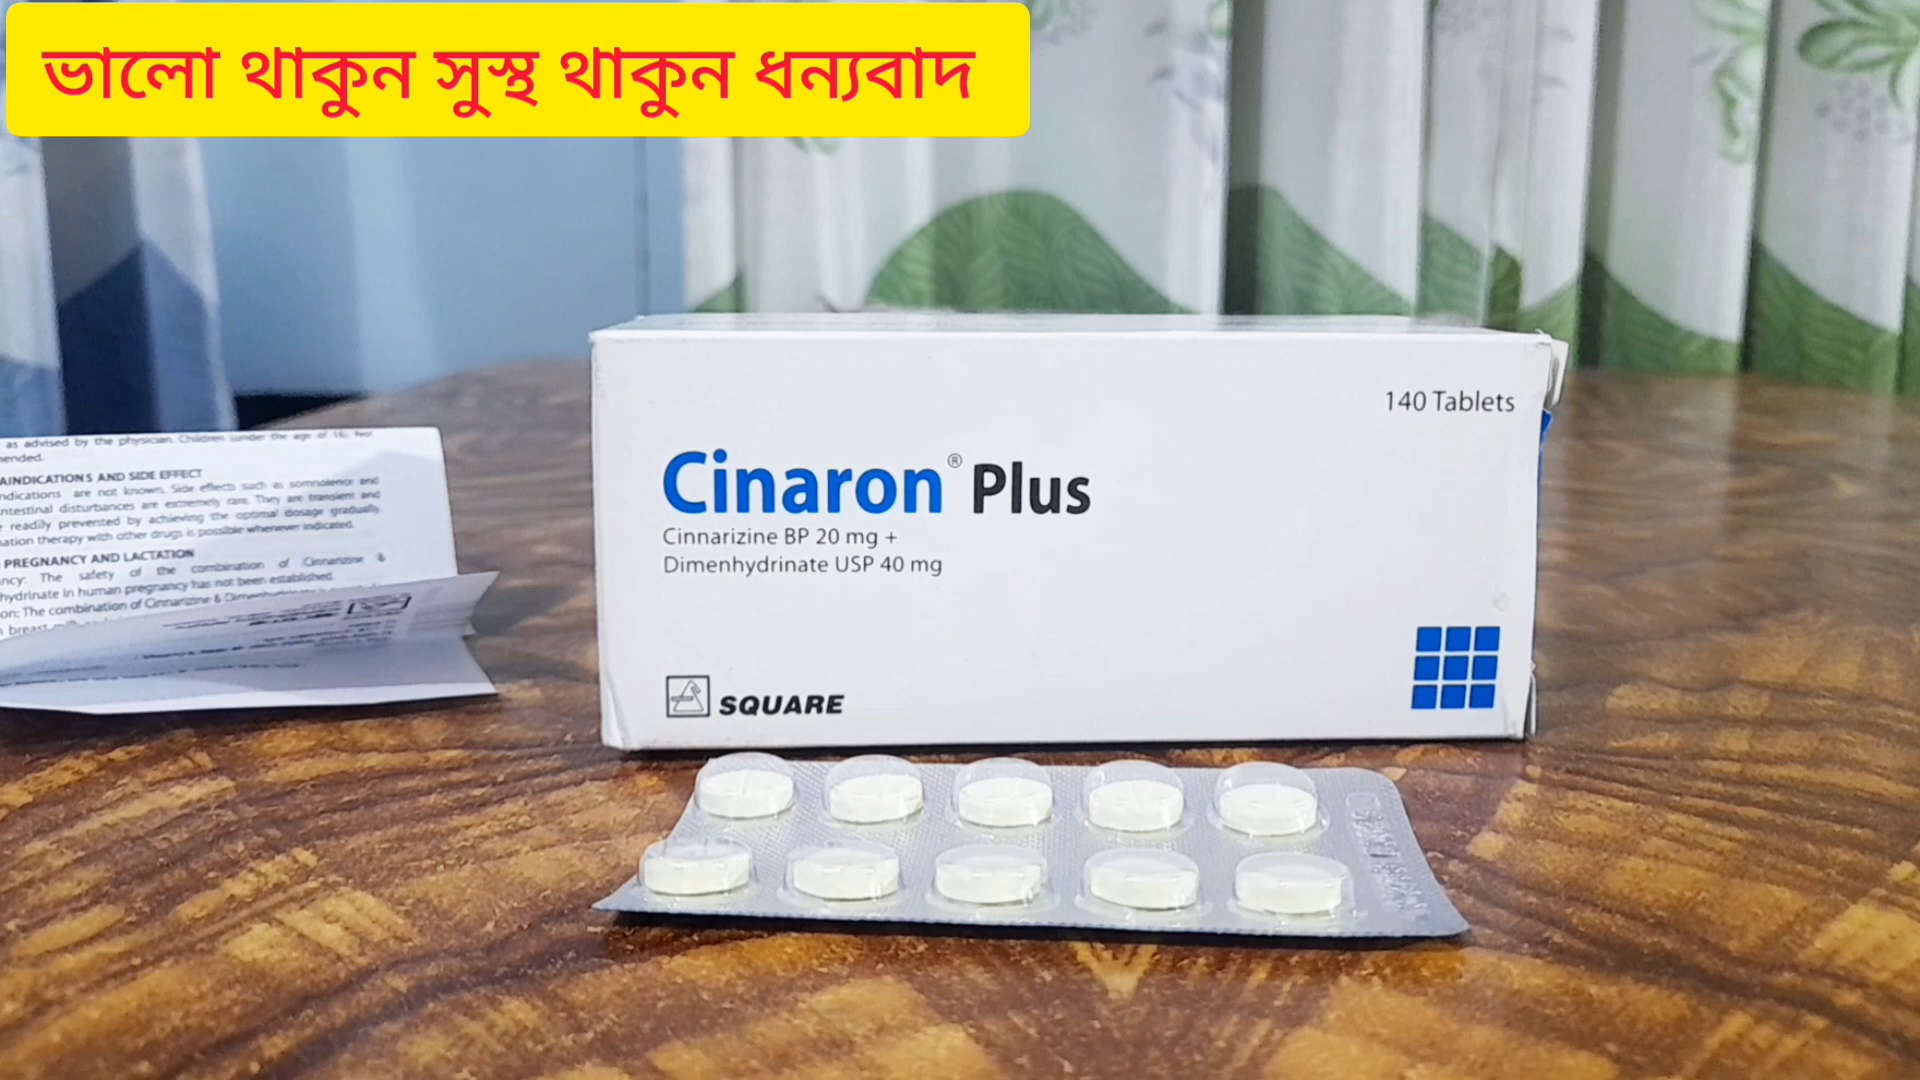 ভালো থাকুন সুস্থ থাকুন ধন্যবাদ
140 Tablets
Cinaron® Plus
Cinnarizine BP 20 mg +
Dimenhydrinate USP 40 mg
SQUARE
as advised by the physician. Children (under the age of 16): Not
AINDICATIONS AND SIDE EFFECT
ndications are not known. Side effects such as somnolence and
ntestinal disturbances are extremely rare. They are transient and
readily prevented by achieving the optimal dosage gradually.
ation therapy with other drugs is possible whenever indicated.
PREGNANCY AND LACTATION
ncy: The safety of the combination of Cinnarizine &
hydrinate in human pregnancy has not been established.
on: The combination of Cinnarizine &
breast